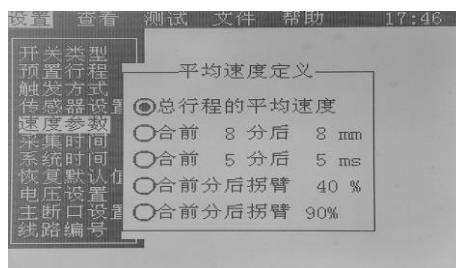 设置 查看 测试 文件 帮助 17:46
开关类型
预置行程
触发方式
传感器设置
速度参数
采集时间
系统时间
恢复默认值
电压设置
主断口设置
线路编号
平均速度定义
总行程的平均速度
合前 8 分后 8 mm
合前 5 分后 5 ms
合前分后拐臂 40 %
合前分后拐臂 90%